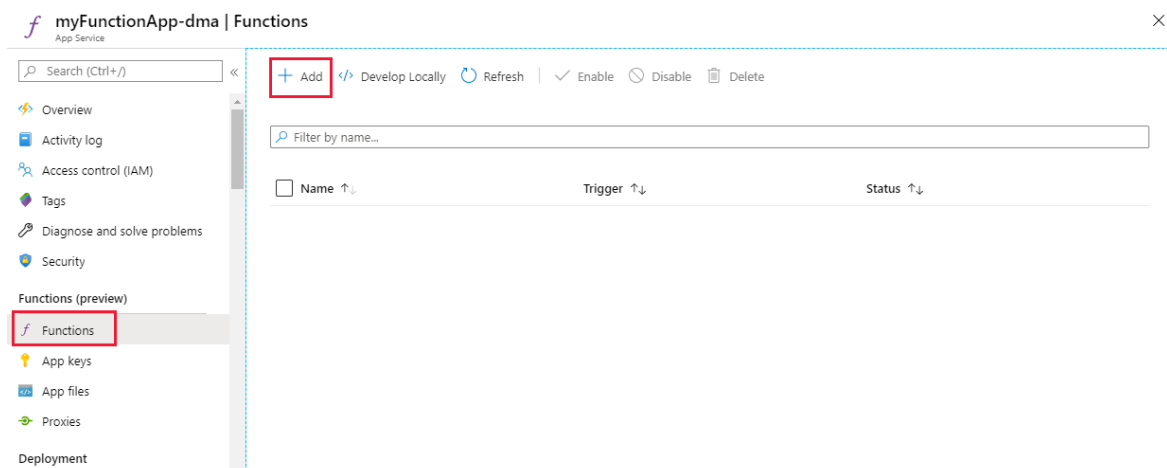 myFunctionApp-dma | Functions
App Service
Search (Ctrl+/)
Overview
Activity log
Access control (IAM)
Tags
Diagnose and solve problems
Security
Functions (preview)
Functions
App keys
App files
Proxies
Deployment
Add Develop Locally Refresh Enable Disable Delete
Filter by name...
Name Trigger Status